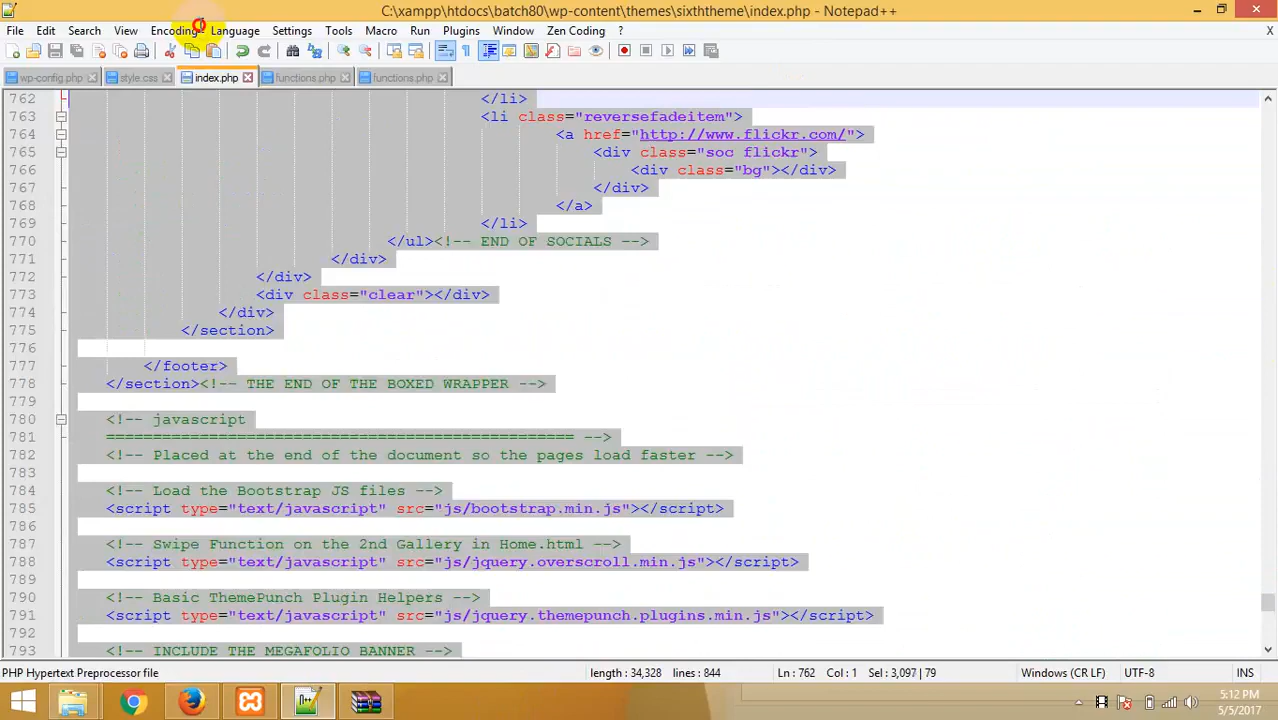 C:\xampp\htdocs\batch80\wp-content\themes\sixththeme\index.php - Notepad++
File Edit Search View Encoding Language Settings Tools Macro Run Plugins Window Zen Coding ? X
wp-config.php style.css index.php functions.php functions.php
762 </li>
763 <li class="reversefadeitem">
764 <a href="http://www.flickr.com/">
765 <div class="soc flickr">
766 <div class="bg"></div>
767 </div>
768 </a>
769 </li>
770 </ul><!-- END OF SOCIALS -->
771 </div>
772 </div>
773 <div class="clear"></div>
774 </div>
775 </section>
776
777 </footer>
778 </section><!-- THE END OF THE BOXED WRAPPER -->
779
780 <!-- javascript
781 ================================================== -->
782 <!-- Placed at the end of the document so the pages load faster -->
783
784 <!-- Load the Bootstrap JS files -->
785 <script type="text/javascript" src="js/bootstrap.min.js"></script>
786
787 <!-- Swipe Function on the 2nd Gallery in Home.html -->
788 <script type="text/javascript" src="js/jquery.overscroll.min.js"></script>
789
790 <!-- Basic ThemePunch Plugin Helpers -->
791 <script type="text/javascript" src="js/jquery.themepunch.plugins.min.js"></script>
792
793 <!-- INCLUDE THE MEGAFOLIO BANNER -->
PHP Hypertext Preprocessor file length : 34,328 lines : 844 Ln : 762 Col : 1 Sel : 3,097 | 79 Windows (CR LF) UTF-8 INS
5:12 PM
5/5/2017